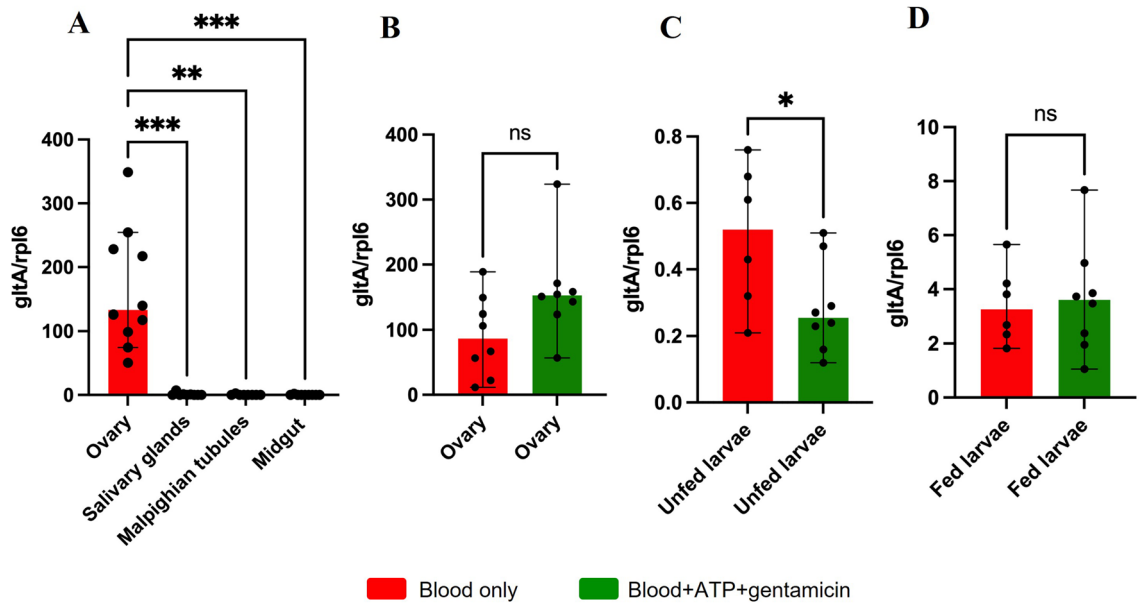 A
B
C
D
***
**
***
ns
*
ns
gltA/rpl6
400
300
200
100
0
Ovary
Salivary glands
Malpighian tubules
Midgut
gltA/rpl6
400
300
200
100
0
Ovary
Ovary
gltA/rpl6
0.8
0.6
0.4
0.2
0.0
Unfed larvae
Unfed larvae
gltA/rpl6
10
8
6
4
2
0
Fed larvae
Fed larvae
Blood only
Blood+ATP+gentamicin